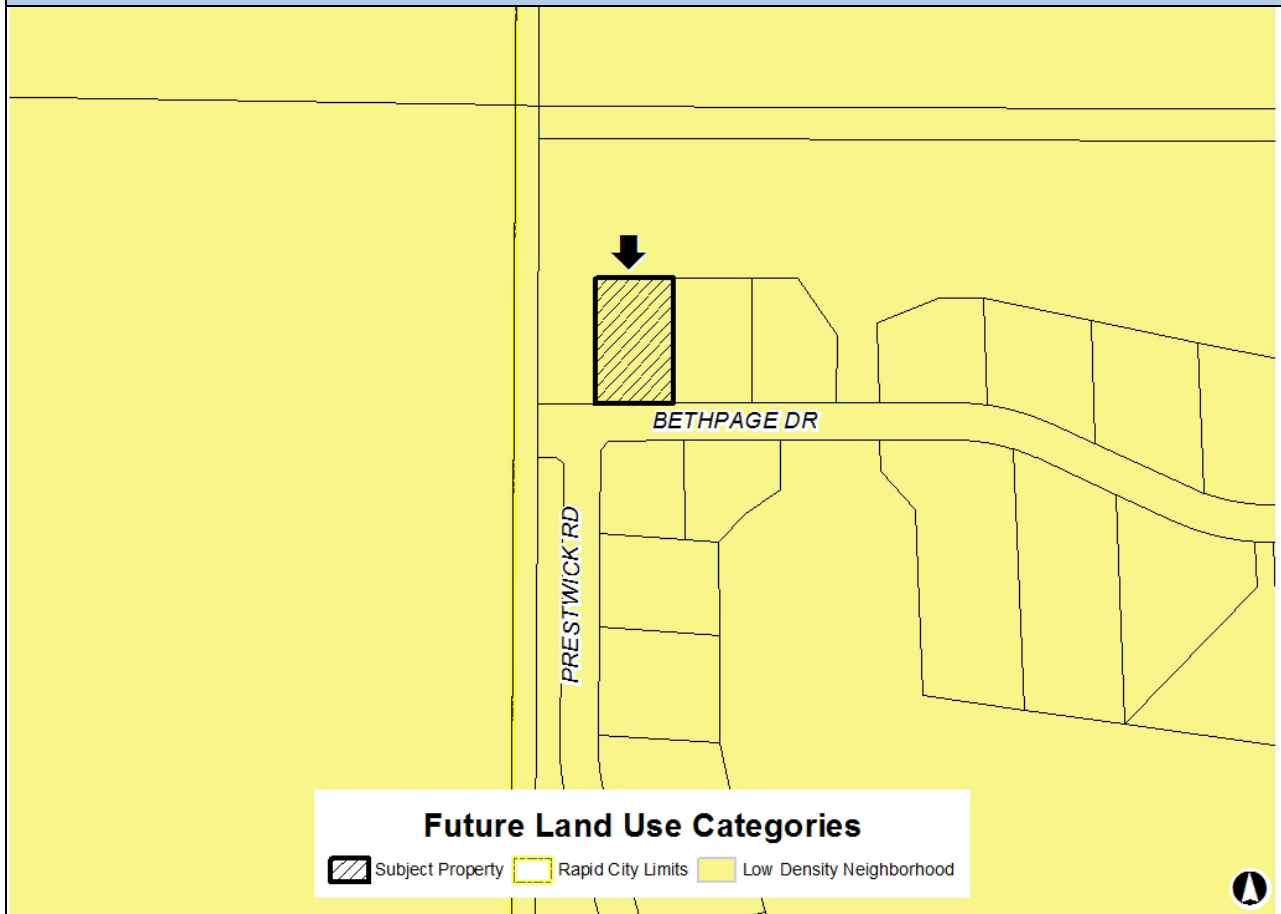 BETHPAGE DR
PRESTWICK RD
Future Land Use Categories
Subject Property Rapid City Limits Low Density Neighborhood